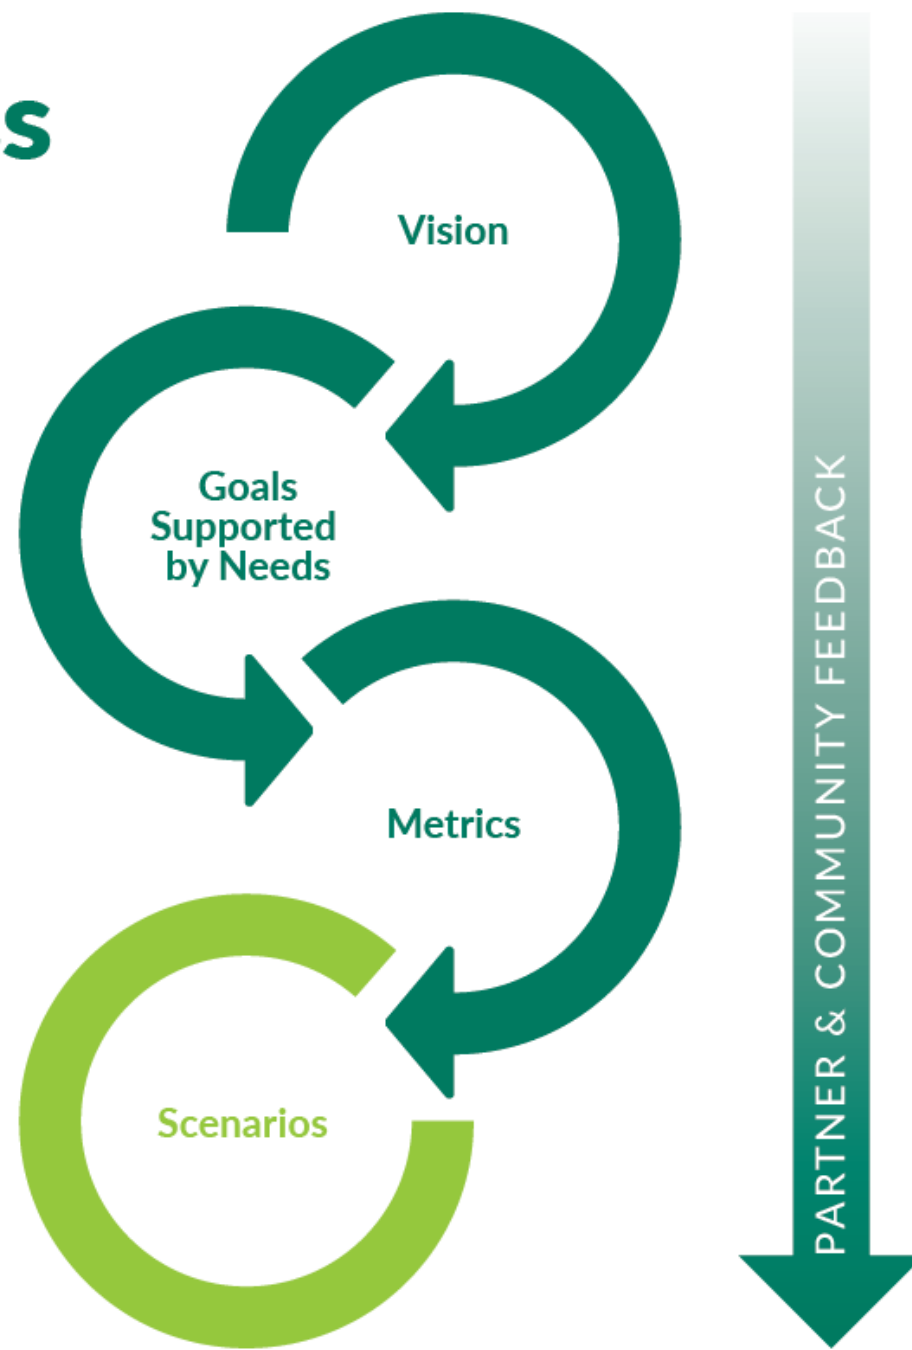 s
Vision
Goals
Supported
by Needs
Metrics
Scenarios
PARTNER & COMMUNITY FEEDBACK